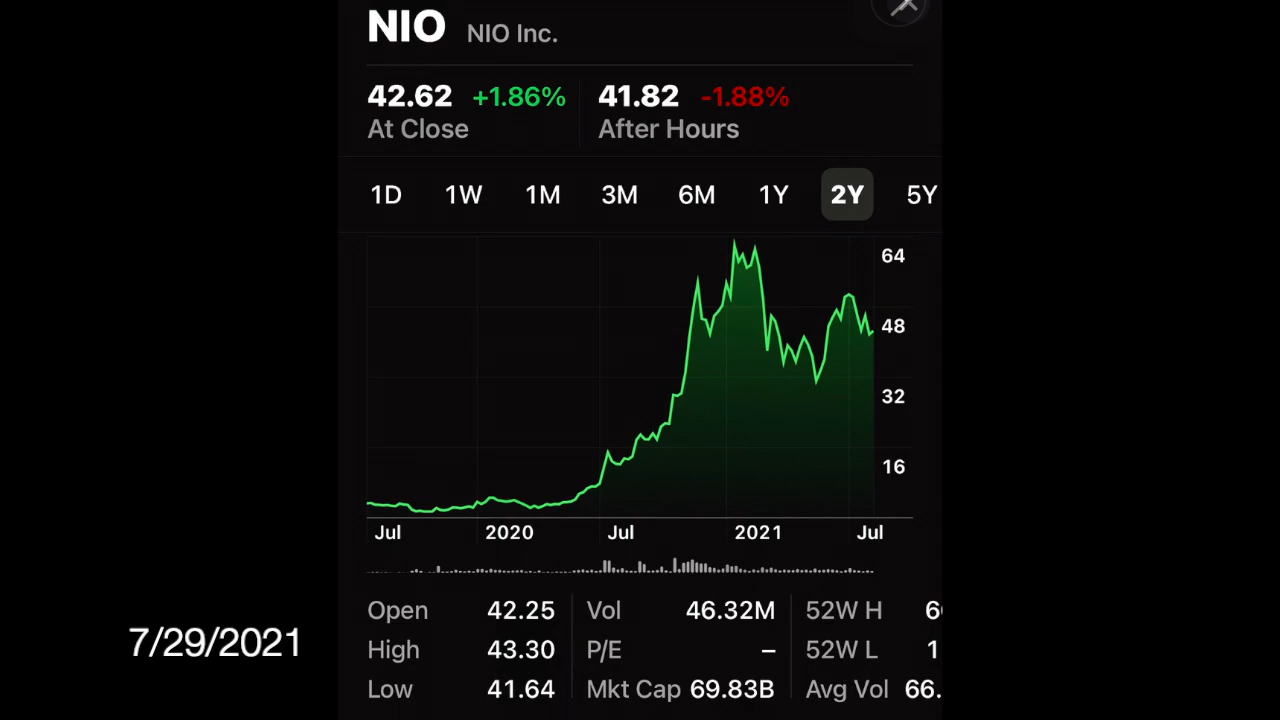 NIO NIO Inc.
42.62 +1.86% 41.82 -1.88%
At Close After Hours
1D 1W 1M 3M 6M 1Y 2Y 5Y
64
48
32
16
Jul 2020 Jul 2021 Jul
Open 42.25 Vol 46.32M 52W H
High 43.30 P/E – 52W L 1
Low 41.64 Mkt Cap 69.83B Avg Vol 66.
7/29/2021